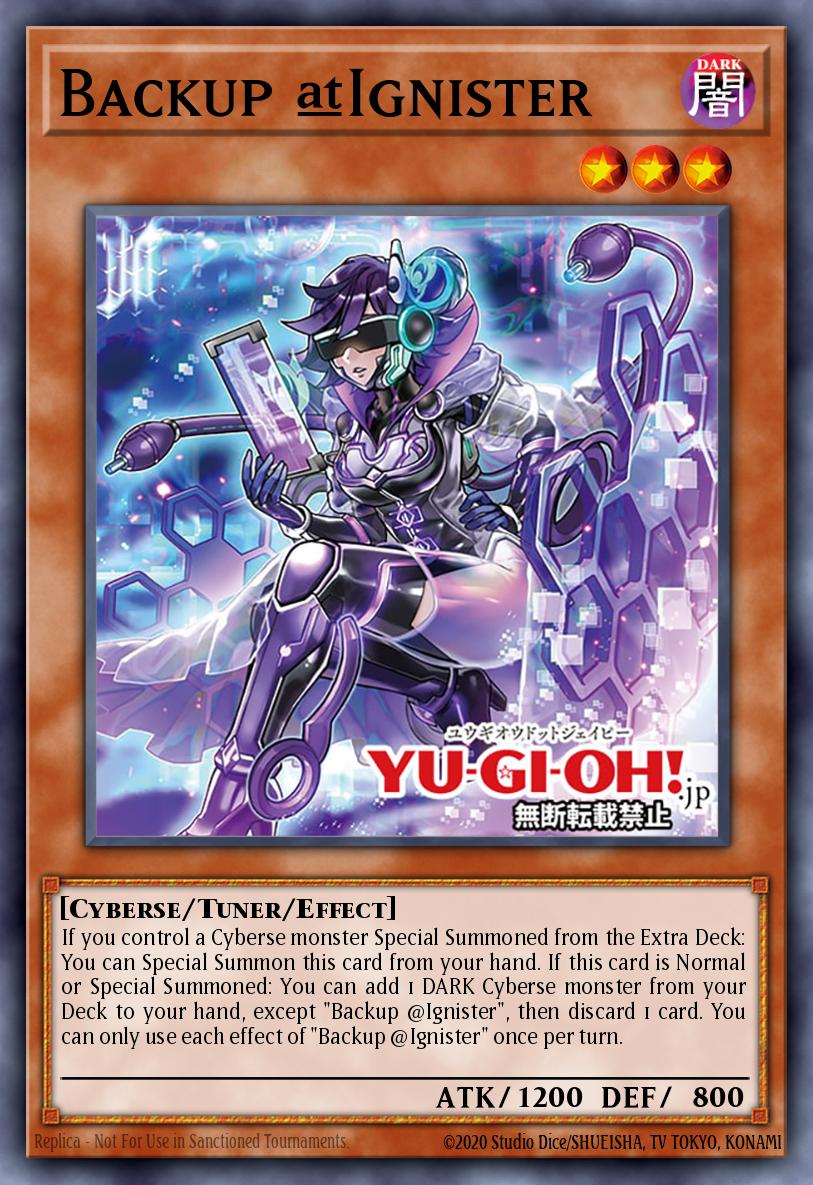 BACKUP atIGNISTER
DARK
闇
ユウギオウドットジェイピー
YU-GI-OH!.jp
無断転載禁止
[CYBERSE/TUNER/EFFECT]
If you control a Cyberse monster Special Summoned from the Extra Deck:
You can Special Summon this card from your hand. If this card is Normal
or Special Summoned: You can add 1 DARK Cyberse monster from your
Deck to your hand, except "Backup @Ignister", then discard 1 card. You
can only use each effect of "Backup @Ignister" once per turn.
ATK/ 1200 DEF/ 800
Replica - Not For Use in Sanctioned Tournaments.
©2020 Studio Dice/SHUEISHA, TV TOKYO, KONAMI